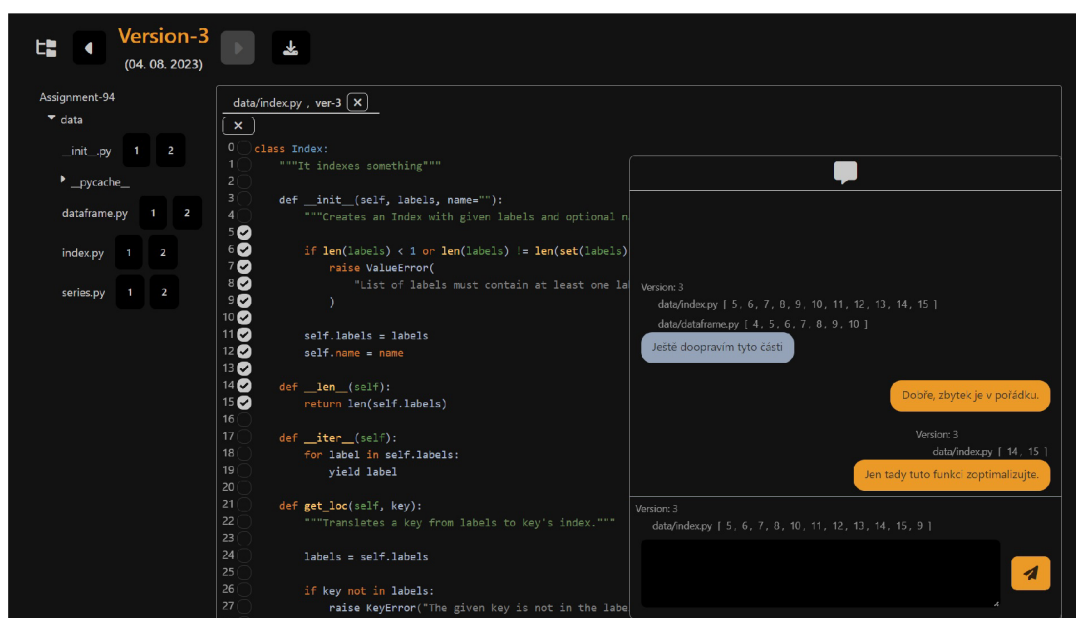 Version-3
(04. 08. 2023)
Assignment-94
data
__init__.py 1 2
__pycache__
dataframe.py 1 2
index.py 1 2
series.py 1 2
data/index.py , ver-3
0 class Index:
1 """It indexes something"""
2
3 def __init__(self, labels, name=""):
4 """Creates an Index with given labels and optional
5
6 if len(labels) < 1 or len(labels) != len(set(labels)
7 raise ValueError(
8 "List of labels must contain at least one
9 )
10
11 self.labels = labels
12 self.name = name
13
14 def __len__(self):
15 return len(self.labels)
16
17 def __iter__(self):
18 for label in self.labels:
19 yield label
20
21 def get_loc(self, key):
22 """Transletes a key from labels to key's index."""
23
24 labels = self.labels
25
26 if key not in labels:
27 raise KeyError("The given key is not in the
Version: 3
data/index.py [ 5, 6, 7, 8, 9, 10, 11, 12, 13, 14, 15 ]
data/dataframe.py [ 4, 5, 6, 7, 8, 9, 10 ]
Ještě doopravím tyto části
Dobře, zbytek je v pořádku.
Version: 3
data/index.py [ 14, 15 ]
Jen tady tuto funkci zoptimalizujte.
Version: 3
data/index.py [ 5, 6, 7, 8, 10, 11, 12, 13, 14, 15, 9 ]